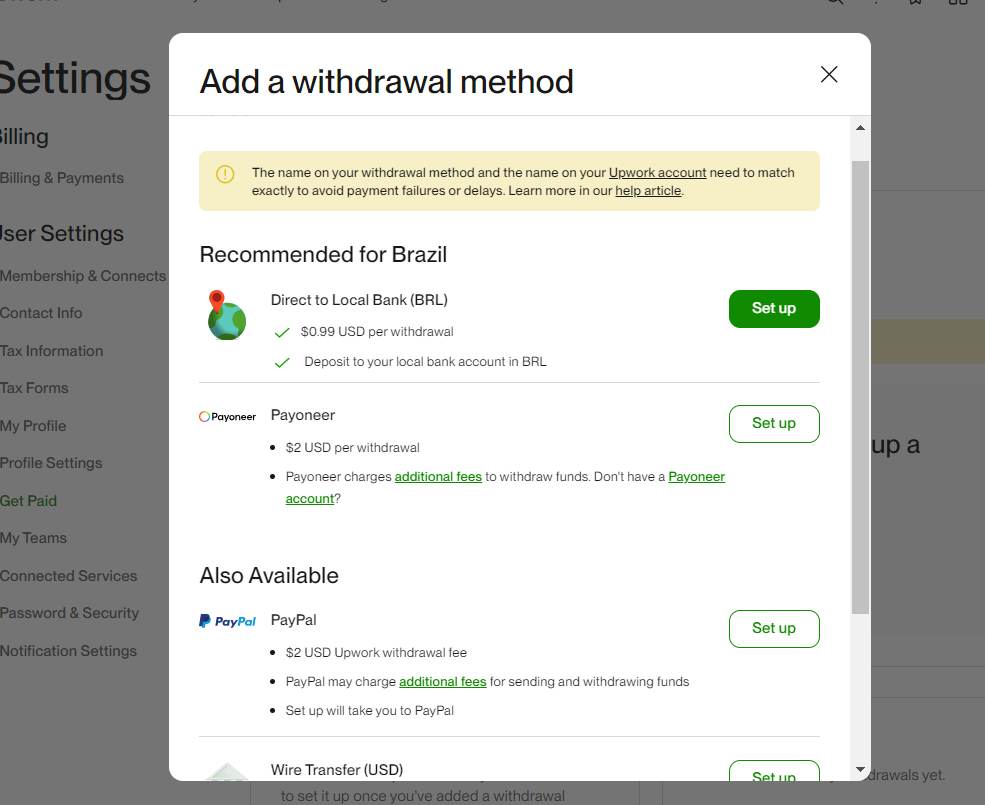 Add a withdrawal method
The name on your withdrawal method and the name on your Upwork account need to match
exactly to avoid payment failures or delays. Learn more in our help article.
Recommended for Brazil
Direct to Local Bank (BRL)
Set up
$0.99 USD per withdrawal
Deposit to your local bank account in BRL
Payoneer
Payoneer
Set up
$2 USD per withdrawal
Payoneer charges additional fees to withdraw funds. Don't have a Payoneer
account?
Also Available
PayPal
PayPal
Set up
$2 USD Upwork withdrawal fee
PayPal may charge additional fees for sending and withdrawing funds
Set up will take you to PayPal
Wire Transfer (USD)
Set up
Settings
Billing
Billing & Payments
User Settings
Membership & Connects
Contact Info
Tax Information
Tax Forms
My Profile
Profile Settings
Get Paid
My Teams
Connected Services
Password & Security
Notification Settings
up a
drawals yet.
to set it up once you've added a withdrawal